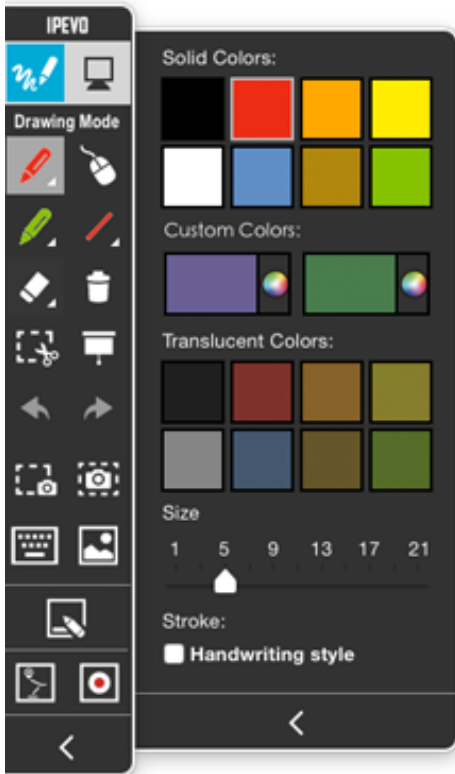 IPEVO
Drawing Mode
Solid Colors:
Custom Colors:
Translucent Colors:
Size
1 5 9 13 17 21
Stroke:
Handwriting style